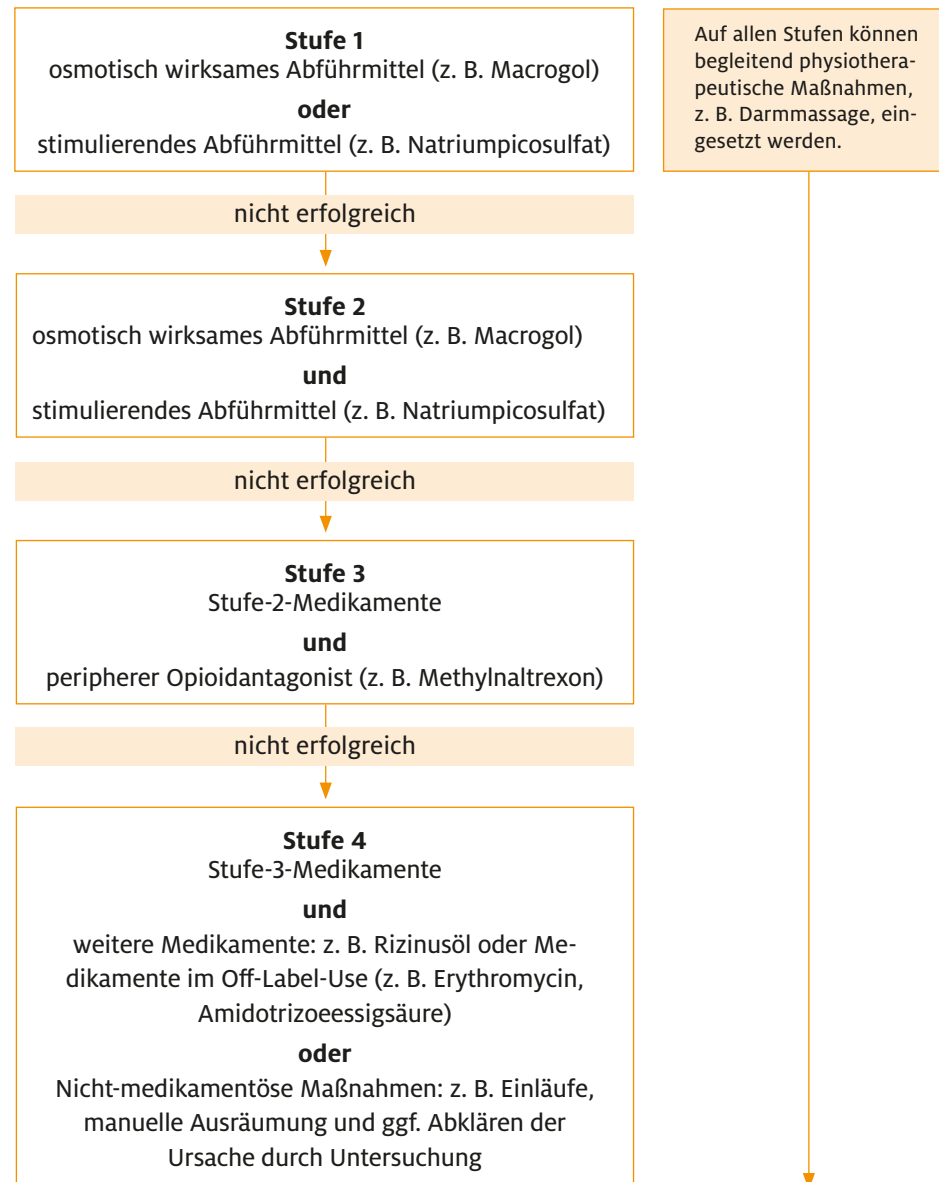 Stufe 1
osmotisch wirksames Abführmittel (z. B. Macrogol)
oder
stimulierendes Abführmittel (z. B. Natriumpicosulfat)
Auf allen Stufen können
begleitend physiothera-
peutische Maßnahmen,
z. B. Darmmassage, ein-
gesetzt werden.
nicht erfolgreich
Stufe 2
osmotisch wirksames Abführmittel (z. B. Macrogol)
und
stimulierendes Abführmittel (z. B. Natriumpicosulfat)
nicht erfolgreich
Stufe 3
Stufe-2-Medikamente
und
peripherer Opioidantagonist (z. B. Methylnaltrexon)
nicht erfolgreich
Stufe 4
Stufe-3-Medikamente
und
weitere Medikamente: z. B. Rizinusöl oder Me-
dikamente im Off-Label-Use (z. B. Erythromycin,
Amidotrizoeessigsäure)
oder
Nicht-medikamentöse Maßnahmen: z. B. Einläufe,
manuelle Ausräumung und ggf. Abklären der
Ursache durch Untersuchung